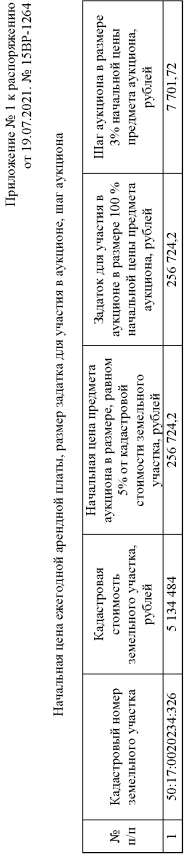 Приложение № 1 к распоряжению
от 19.07.2021. № 15ВР-1264
Начальная цена ежегодной арендной платы, размер задатка для участия в аукционе, шаг аукциона
№
п/п
Кадастровый номер
земельного участка
Кадастровая
стоимость
земельного участка,
рублей
Начальная цена предмета
аукциона в размере, равном
5% от кадастровой
стоимости земельного
участка, рублей
Задаток для участия в
аукционе в размере 100 %
начальной цены предмета
аукциона, рублей
Шаг аукциона в размере
3% начальной цены
предмета аукциона,
рублей
1 50:17:0020234:326 5 134 484 256 724,2 256 724,2 7 701,72